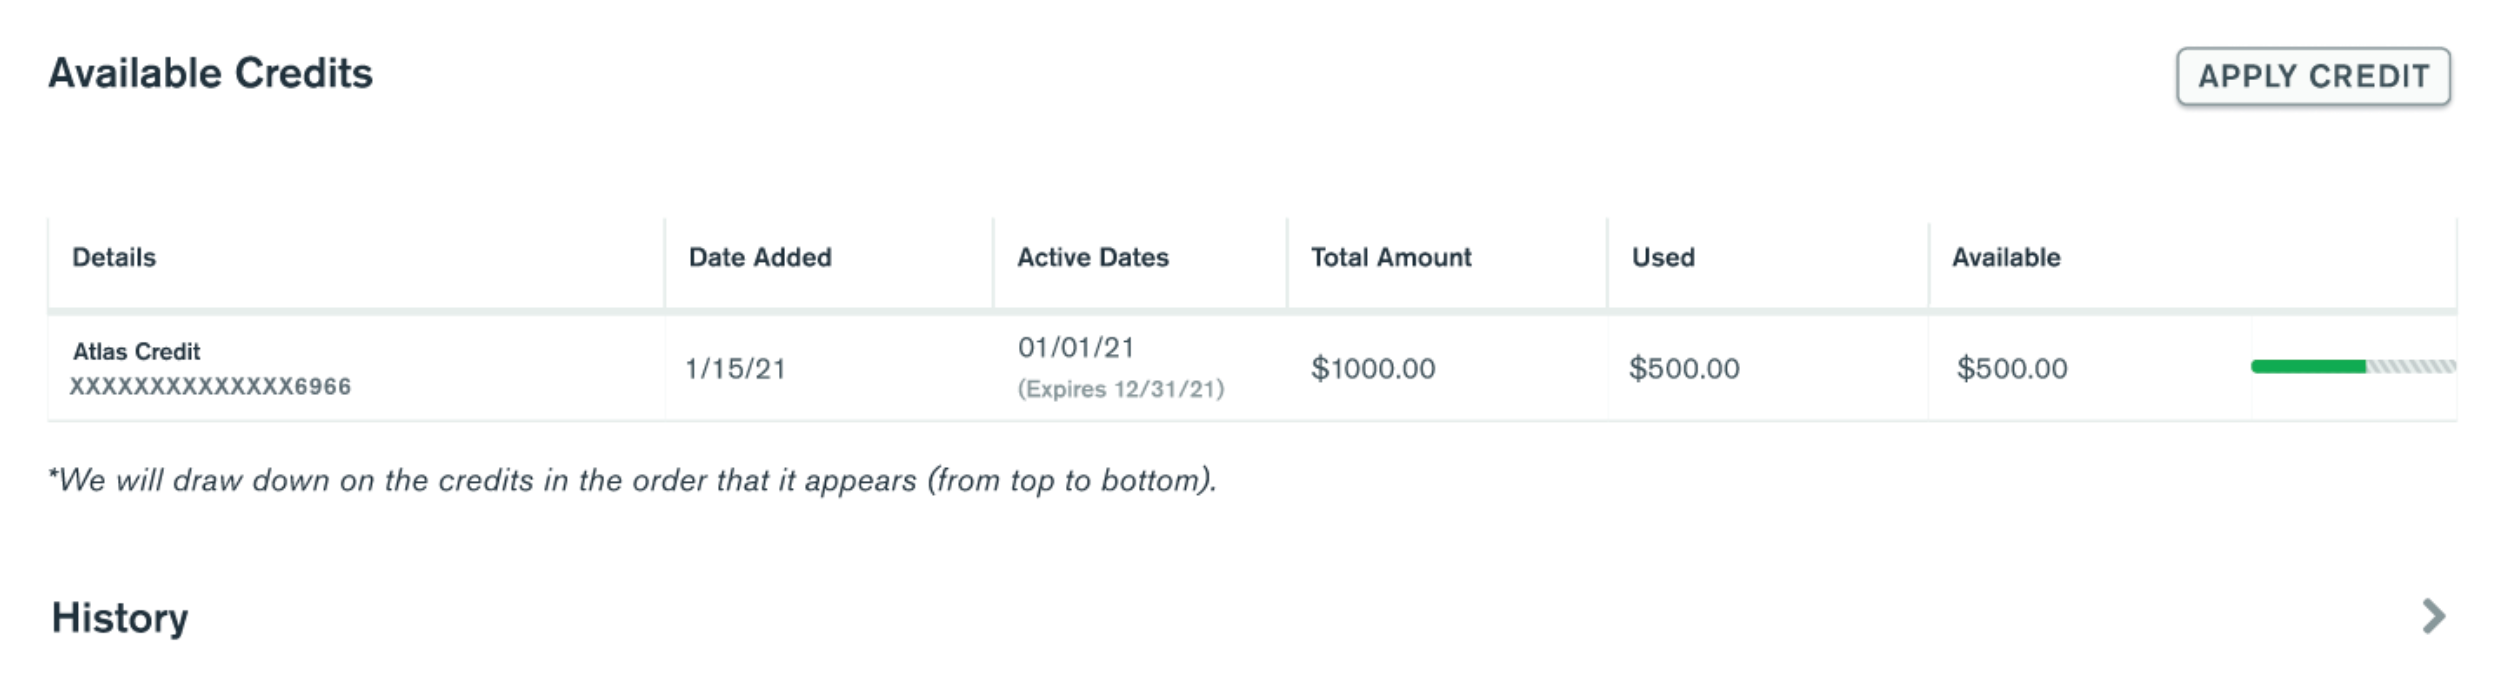 Available Credits
APPLY CREDIT
Details Date Added Active Dates Total Amount Used Available
Atlas Credit
XXXXXXXXXXXXXX6966
1/15/21
01/01/21
(Expires 12/31/21)
$1000.00
$500.00
$500.00
*We will draw down on the credits in the order that it appears (from top to bottom).
History